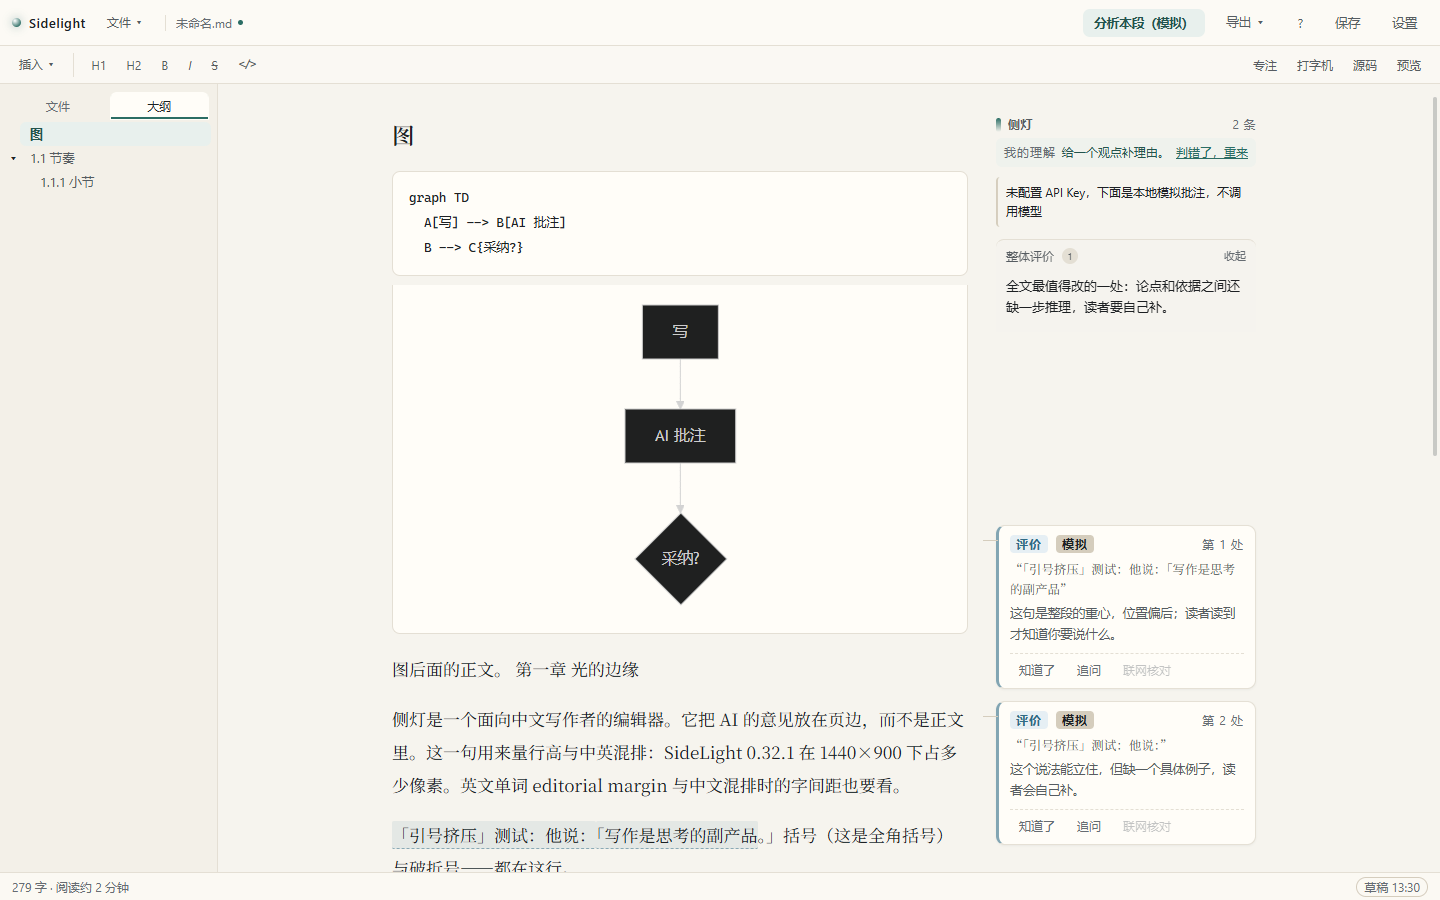 Sidelight 文件 未命名.md 分析本段（模拟） 导出 ? 保存 设置
插入 H1 H2 B I S </> 专注 打字机 源码 预览
文件 大纲
图
1.1 节奏
1.1.1 小节
图
graph TD
A[写] --> B[AI 批注]
B --> C{采纳?}
写
AI 批注
采纳?
图后面的正文。 第一章 光的边缘
侧灯是一个面向中文写作者的编辑器。它把 AI 的意见放在页边，而不是正文
里。这一句用来量行高与中英混排：SideLight 0.32.1 在 1440×900 下占多
少像素。英文单词 editorial margin 与中文混排时的字间距也要看。
「引号挤压」测试：他说：「写作是思考的副产品。」括号（这是全角括号）
与破折号——都在这行。
侧灯 2 条
我的理解 给一个观点补理由。 判错了，重来
未配置 API Key，下面是本地模拟批注，不调
用模型
整体评价 1 收起
全文最值得改的一处：论点和依据之间还
缺一步推理，读者要自己补。
评价 模拟 第 1 处
“「引号挤压」测试：他说：「写作是思考
的副产品”
这句是整段的重心，位置偏后；读者读到
才知道你要说什么。
知道了 追问 联网核对
评价 模拟 第 2 处
“「引号挤压」测试：他说：”
这个说法能立住，但缺一个具体例子，读
者会自己补。
知道了 追问 联网核对
279 字 · 阅读约 2 分钟 草稿 13:30